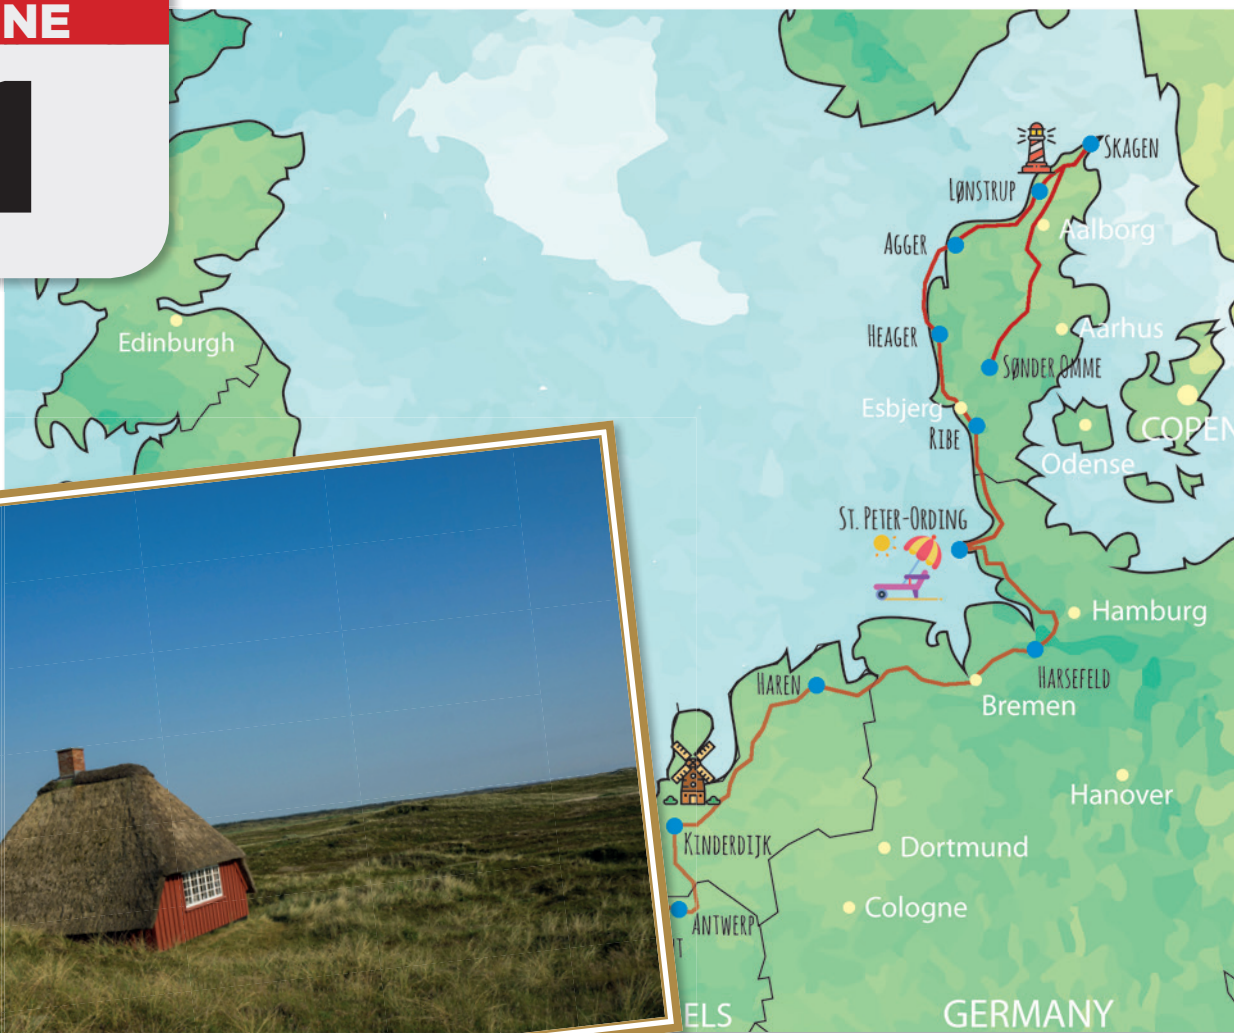 NE
1
SKAGEN
LØNSTRUP
Aalborg
AGGER
Aarhus
HEAGER
Edinburgh
SØNDER OMME
Esbjerg
COPEN
RIBE
Odense
ST. PETER-ORDING
Hamburg
HARSEFELD
HAREN
Bremen
Hanover
KINDERDIJK
Dortmund
Cologne
ANTWERP
T
ELS
GERMANY